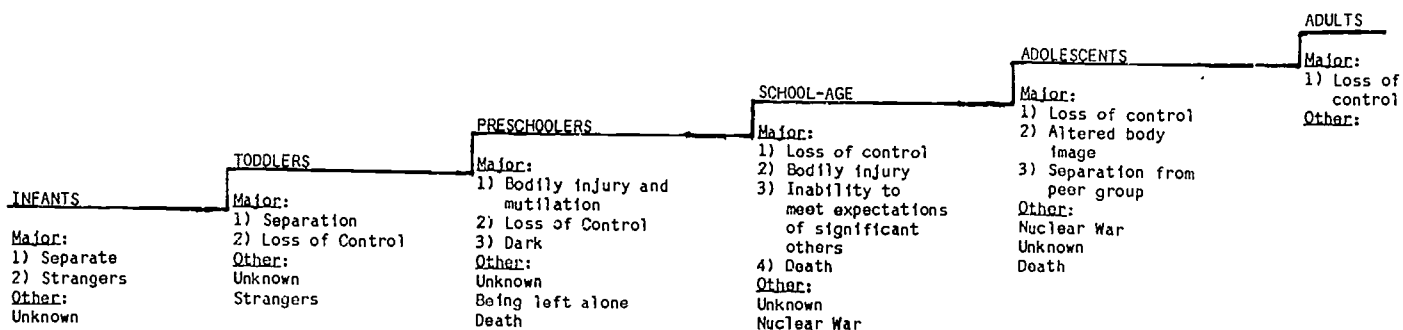 INFANTS
Major:
1) Separate
2) Strangers
Other:
Unknown
TODDLERS
Major:
1) Separation
2) Loss of Control
Other:
Unknown
Strangers
PRESCHOOLERS
Major:
1) Bodily injury and
mutilation
2) Loss of Control
3) Dark
Other:
Unknown
Being left alone
Death
SCHOOL-AGE
Major:
1) Loss of control
2) Bodily injury
3) Inability to
meet expectations
of significant
others
4) Death
Other:
Unknown
Nuclear War
ADOLESCENTS
Major:
1) Loss of control
2) Altered body
image
3) Separation from
peer group
Other:
Nuclear War
Unknown
Death
ADULTS
Major:
1) Loss of
control
Other: